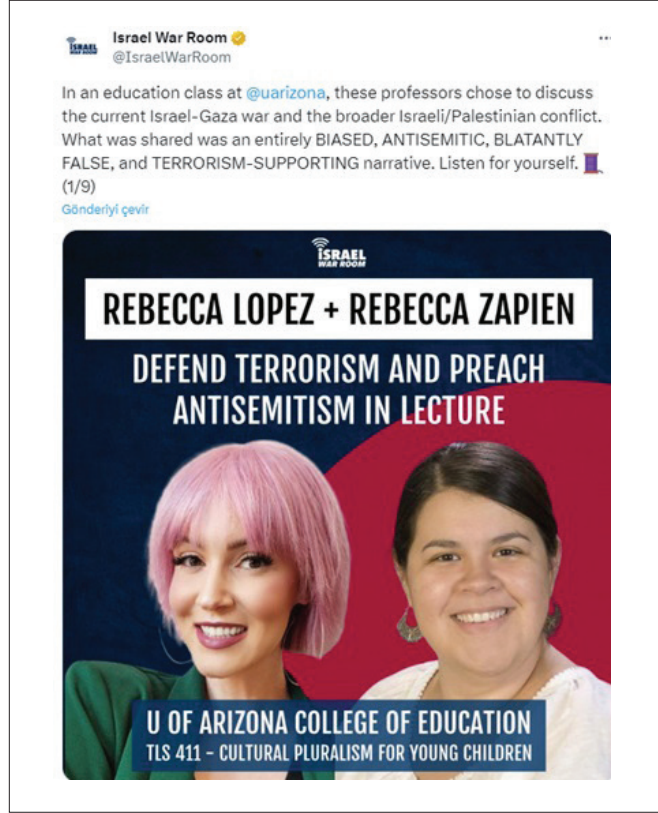 Israel War Room
@IsraelWarRoom
In an education class at @uarizona, these professors chose to discuss
the current Israel-Gaza war and the broader Israeli/Palestinian conflict.
What was shared was an entirely BIASED, ANTISEMITIC, BLATANTLY
FALSE, and TERRORISM-SUPPORTING narrative. Listen for yourself. 🧵
(1/9)
Gönderiyi çevir
ISRAEL
WAR ROOM
REBECCA LOPEZ + REBECCA ZAPIEN
DEFEND TERRORISM AND PREACH
ANTISEMITISM IN LECTURE
U OF ARIZONA COLLEGE OF EDUCATION
TLS 411 – CULTURAL PLURALISM FOR YOUNG CHILDREN